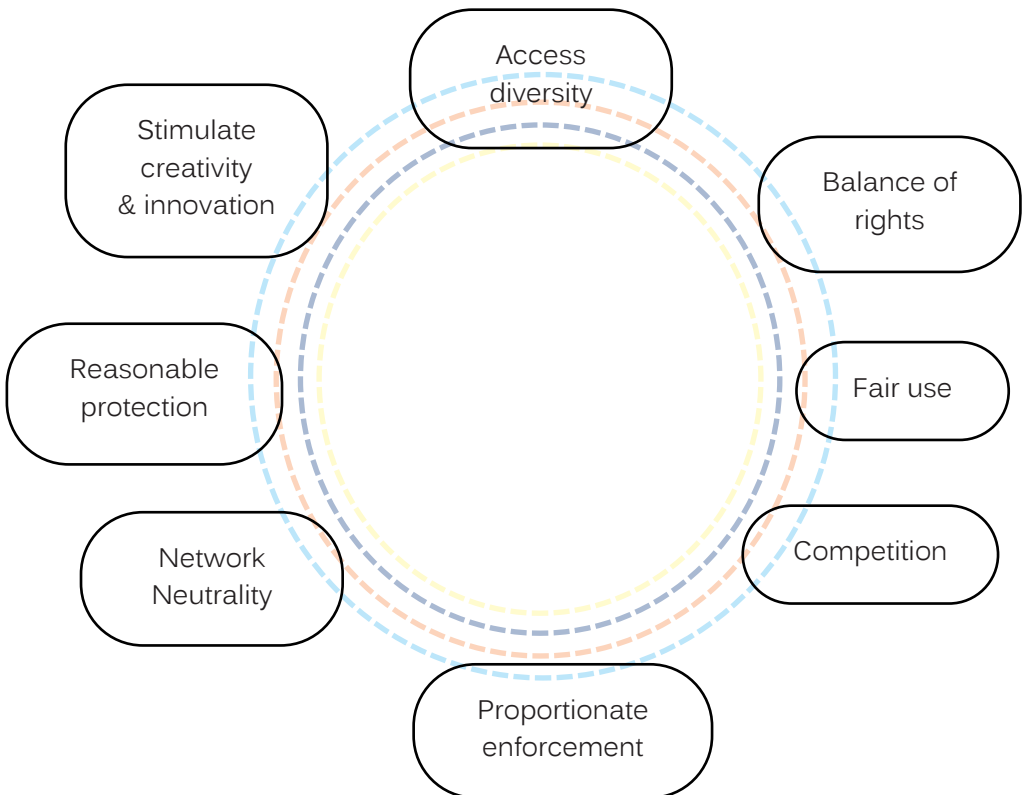 Access
diversity
Stimulate
creativity
& innovation
Balance of
rights
Reasonable
protection
Fair use
Network
Neutrality
Competition
Proportionate
enforcement